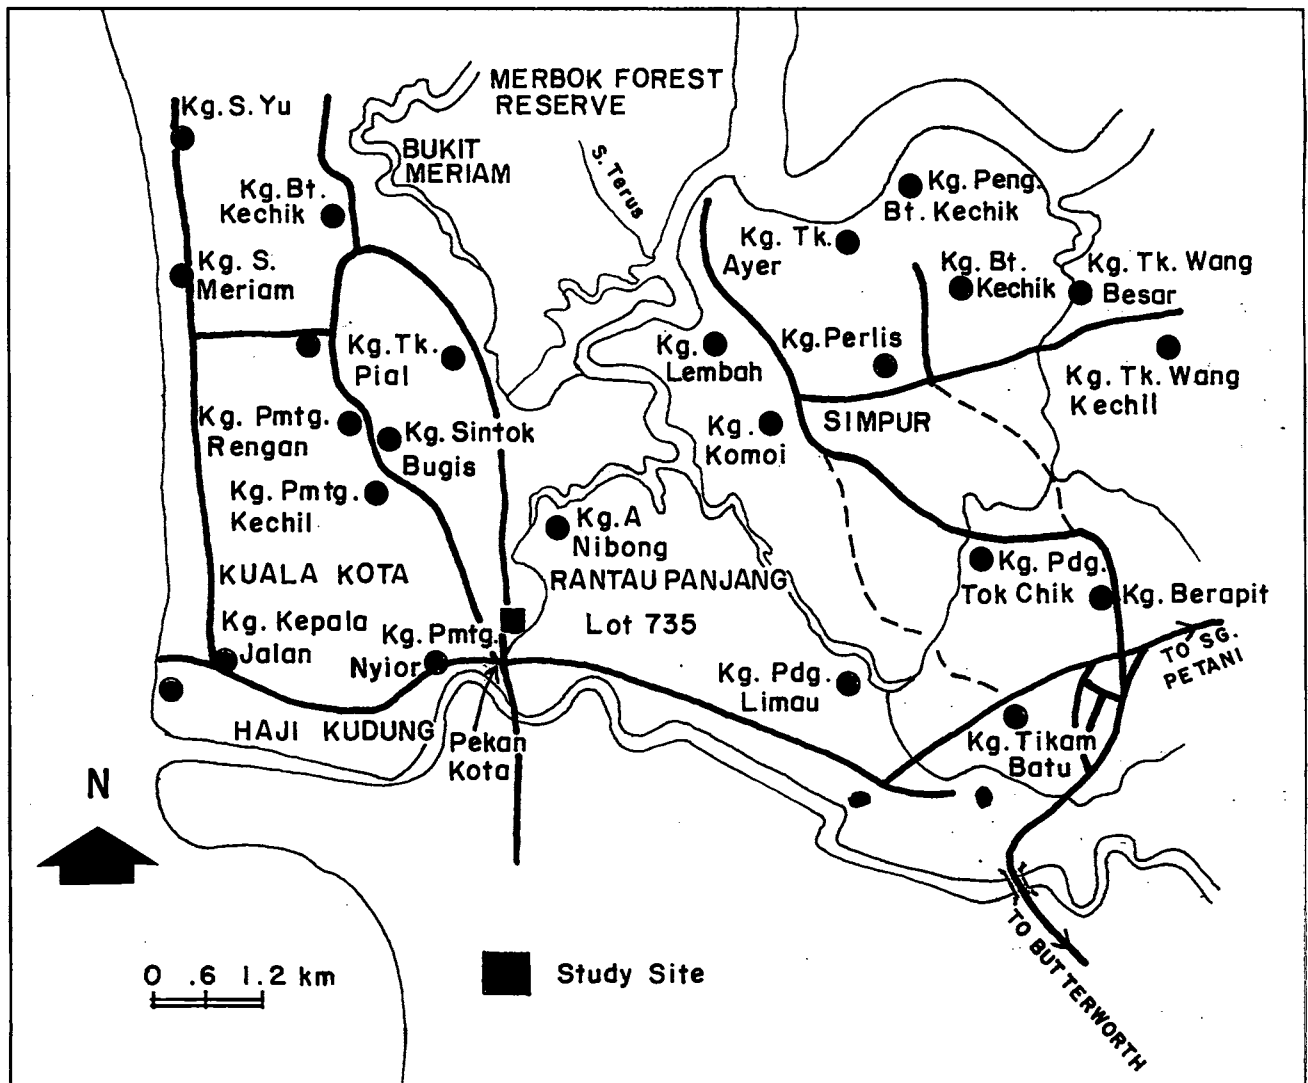 MERBOK FOREST
RESERVE
Kg. S. Yu
BUKIT
MERIAM
S. Terus
Kg. Bt.
Kechik
Kg. Peng.
Bt. Kechik
Kg. Tk.
Ayer
Kg. S.
Meriam
Kg. Bt.
Kechik
Kg. Tk. Wang
Besar
Kg. Tk.
Pial
Kg.
Lembah
Kg. Perlis
Kg. Tk. Wang
Kechil
Kg. Pmtg.
Rengan
Kg. Sintok
Bugis
Kg.
Komoi
SIMPUR
Kg. Pmtg.
Kechil
Kg. A
Nibong
KUALA KOTA
RANTAU PANJANG
Kg. Pdg.
Tok Chik
Kg. Berapit
Lot 735
Kg. Kepala
Jalan
Kg. Pmtg.
Nyior
TO SG.
PETANI
Kg. Pdg.
Limau
HAJI KUDUNG
Pekan
Kota
Kg. Tikam
Batu
N
TO BUTTERWORTH
0 .6 1.2 km
Study Site